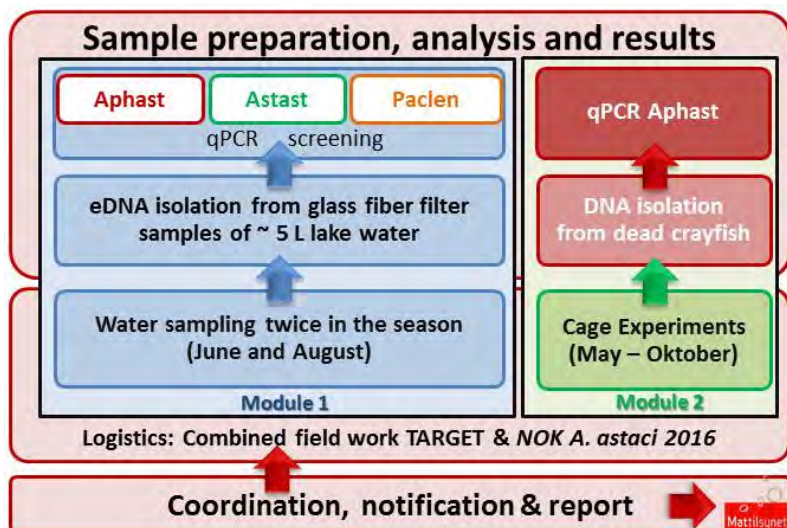 Sample preparation, analysis and results
Aphast
Astast
Paclen
qPCR screening
eDNA isolation from glass fiber filter
samples of ~ 5 L lake water
Water sampling twice in the season
(June and August)
Module 1
qPCR Aphast
DNA isolation
from dead crayfish
Cage Experiments
(May – Oktober)
Module 2
Logistics: Combined field work TARGET & NOK A. astaci 2016
Coordination, notification & report
Mattilsynet